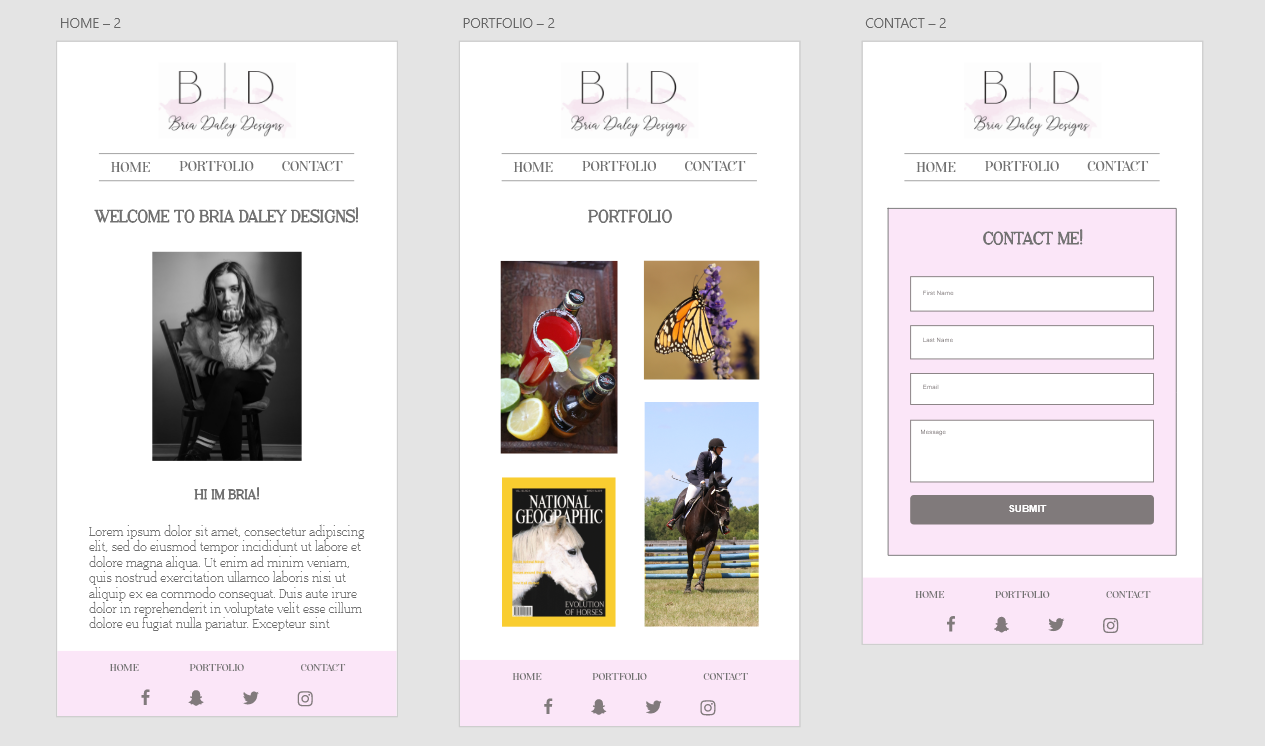 HOME – 2
B | D
Bria Daley Designs
HOME PORTFOLIO CONTACT
WELCOME TO BRIA DALEY DESIGNS!
HI IM BRIA!
Lorem ipsum dolor sit amet, consectetur adipiscing
elit, sed do eiusmod tempor incididunt ut labore et
dolore magna aliqua. Ut enim ad minim veniam,
quis nostrud exercitation ullamco laboris nisi ut
aliquip ex ea commodo consequat. Duis aute irure
dolor in reprehenderit in voluptate velit esse cillum
dolore eu fugiat nulla pariatur. Excepteur sint
HOME PORTFOLIO CONTACT
PORTFOLIO – 2
B | D
Bria Daley Designs
HOME PORTFOLIO CONTACT
PORTFOLIO
NATIONAL
GEOGRAPHIC
EVOLUTION
OF HORSES
HOME PORTFOLIO CONTACT
CONTACT – 2
B | D
Bria Daley Designs
HOME PORTFOLIO CONTACT
CONTACT ME!
First Name
Last Name
Email
Message
SUBMIT
HOME PORTFOLIO CONTACT